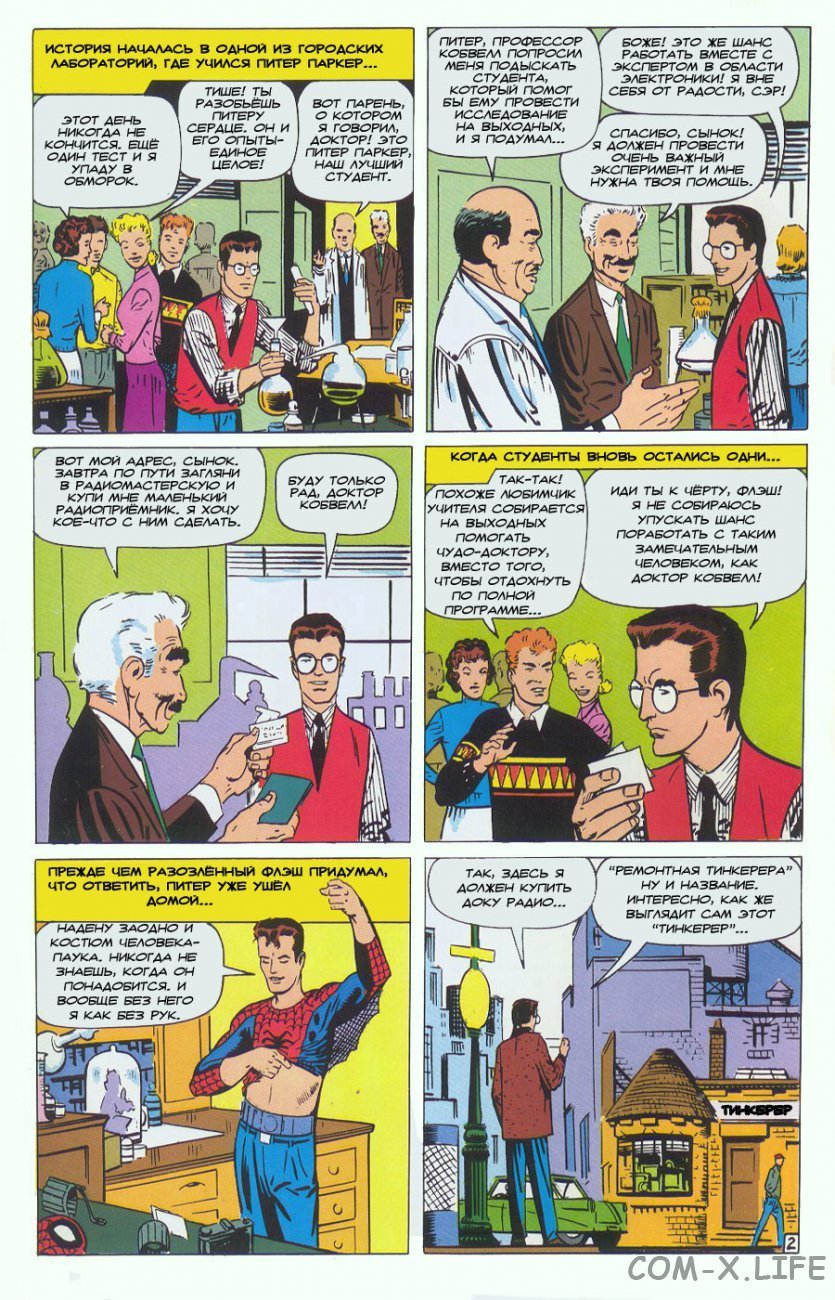 ИСТОРИЯ НАЧАЛАСЬ В ОДНОЙ ИЗ ГОРОДСКИХ
ЛАБОРАТОРИЙ, ГДЕ УЧИЛСЯ ПИТЕР ПАРКЕР...
ЭТОТ ДЕНЬ
НИКОГДА НЕ
КОНЧИТСЯ. ЕЩЁ
ОДИН ТЕСТ И Я
УПАДУ В
ОБМОРОК.
ТИШЕ! ТЫ
РАЗОБЬЁШЬ
ПИТЕРУ
СЕРДЦЕ. ОН И
ЕГО ОПЫТЫ-
ЕДИНОЕ
ЦЕЛОЕ!
ВОТ ПАРЕНЬ,
О КОТОРОМ
Я ГОВОРИЛ,
ДОКТОР! ЭТО
ПИТЕР ПАРКЕР,
НАШ ЛУЧШИЙ
СТУДЕНТ.
ПИТЕР, ПРОФЕССОР
КОБВЕЛЛ ПОПРОСИЛ
МЕНЯ ПОДЫСКАТЬ
СТУДЕНТА,
КОТОРЫЙ ПОМОГ
БЫ ЕМУ ПРОВЕСТИ
ИССЛЕДОВАНИЕ
НА ВЫХОДНЫХ,
И Я ПОДУМАЛ...
БОЖЕ! ЭТО ЖЕ ШАНС
РАБОТАТЬ ВМЕСТЕ С
ЭКСПЕРТОМ В ОБЛАСТИ
ЭЛЕКТРОНИКИ! Я ВНЕ
СЕБЯ ОТ РАДОСТИ, СЭР!
СПАСИБО, СЫНОК!
Я ДОЛЖЕН ПРОВЕСТИ
ОЧЕНЬ ВАЖНЫЙ
ЭКСПЕРИМЕНТ И МНЕ
НУЖНА ТВОЯ ПОМОЩЬ.
ВОТ МОЙ АДРЕС, СЫНОК.
ЗАВТРА ПО ПУТИ ЗАГЛЯНИ
В РАДИОМАСТЕРСКУЮ И
КУПИ МНЕ МАЛЕНЬКИЙ
РАДИОПРИЁМНИК. Я ХОЧУ
КОЕ-ЧТО С НИМ СДЕЛАТЬ.
БУДУ ТОЛЬКО
РАД, ДОКТОР
КОБВЕЛЛ!
КОГДА СТУДЕНТЫ ВНОВЬ ОСТАЛИСЬ ОДНИ...
ТАК-ТАК!
ПОХОЖЕ ЛЮБИМЧИК
УЧИТЕЛЯ СОБИРАЕТСЯ
НА ВЫХОДНЫХ
ПОМОГАТЬ
ЧУДО-ДОКТОРУ,
ВМЕСТО ТОГО,
ЧТОБЫ ОТДОХНУТЬ
ПО ПОЛНОЙ
ПРОГРАММЕ...
ИДИ ТЫ К ЧЁРТУ, ФЛЭШ!
Я НЕ СОБИРАЮСЬ
УПУСКАТЬ ШАНС
ПОРАБОТАТЬ С ТАКИМ
ЗАМЕЧАТЕЛЬНЫМ
ЧЕЛОВЕКОМ, КАК
ДОКТОР КОБВЕЛЛ!
ПРЕЖДЕ ЧЕМ РАЗОЗЛЁННЫЙ ФЛЭШ ПРИДУМАЛ,
ЧТО ОТВЕТИТЬ, ПИТЕР УЖЕ УШЁЛ
ДОМОЙ...
НАДЕНУ ЗАОДНО И
КОСТЮМ ЧЕЛОВЕКА-
ПАУКА. НИКОГДА НЕ
ЗНАЕШЬ, КОГДА ОН
ПОНАДОБИТСЯ. И
ВООБЩЕ БЕЗ НЕГО
Я КАК БЕЗ РУК.
ТАК, ЗДЕСЬ Я
ДОЛЖЕН КУПИТЬ
ДОКУ РАДИО...
"РЕМОНТНАЯ ТИНКЕРЕРА"
НУ И НАЗВАНИЕ.
ИНТЕРЕСНО, КАК ЖЕ
ВЫГЛЯДИТ САМ ЭТОТ
"ТИНКЕРЕР"...
ТИНКЕРЕР
2
COM-X.LIFE